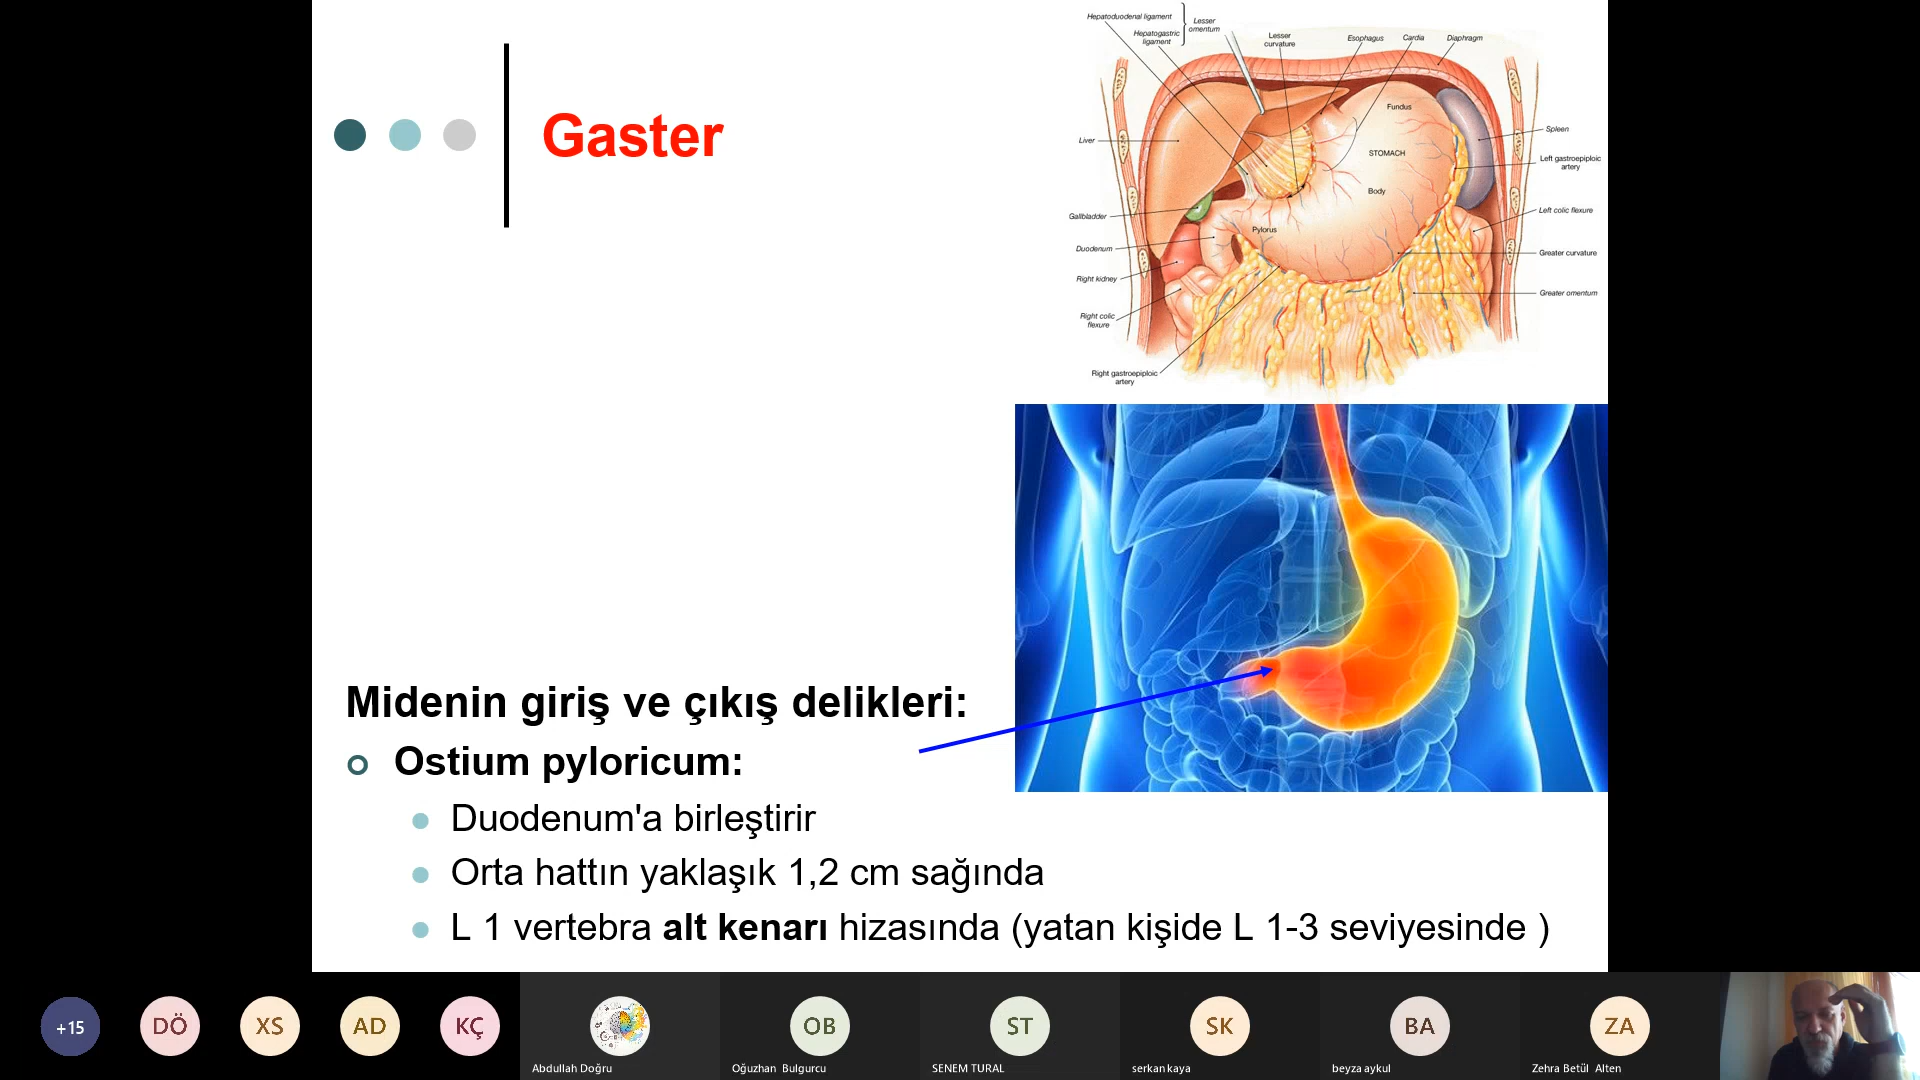 Gaster
Hepatoduodenal ligament
Hepatogastric
ligament
Lesser
omentum
Lesser
curvature
Esophagus
Cardia
Diaphragm
Fundus
Liver
Spleen
STOMACH
Left gastroepiploic
artery
Body
Gallbladder
Left colic flexure
Pylorus
Duodenum
Greater curvature
Right kidney
Greater omentum
Right colic
flexure
Right gastroepiploic
artery
Midenin giriş ve çıkış delikleri:
Ostium pyloricum:
Duodenum'a birleştirir
Orta hattın yaklaşık 1,2 cm sağında
L 1 vertebra alt kenarı hizasında (yatan kişide L 1-3 seviyesinde )
+15
DÖ
XS
AD
KÇ
Abdullah Doğru
OB
Oğuzhan Bulgurcu
ST
SENEM TURAL
SK
serkan kaya
BA
beyza aykul
ZA
Zehra Betül Alten